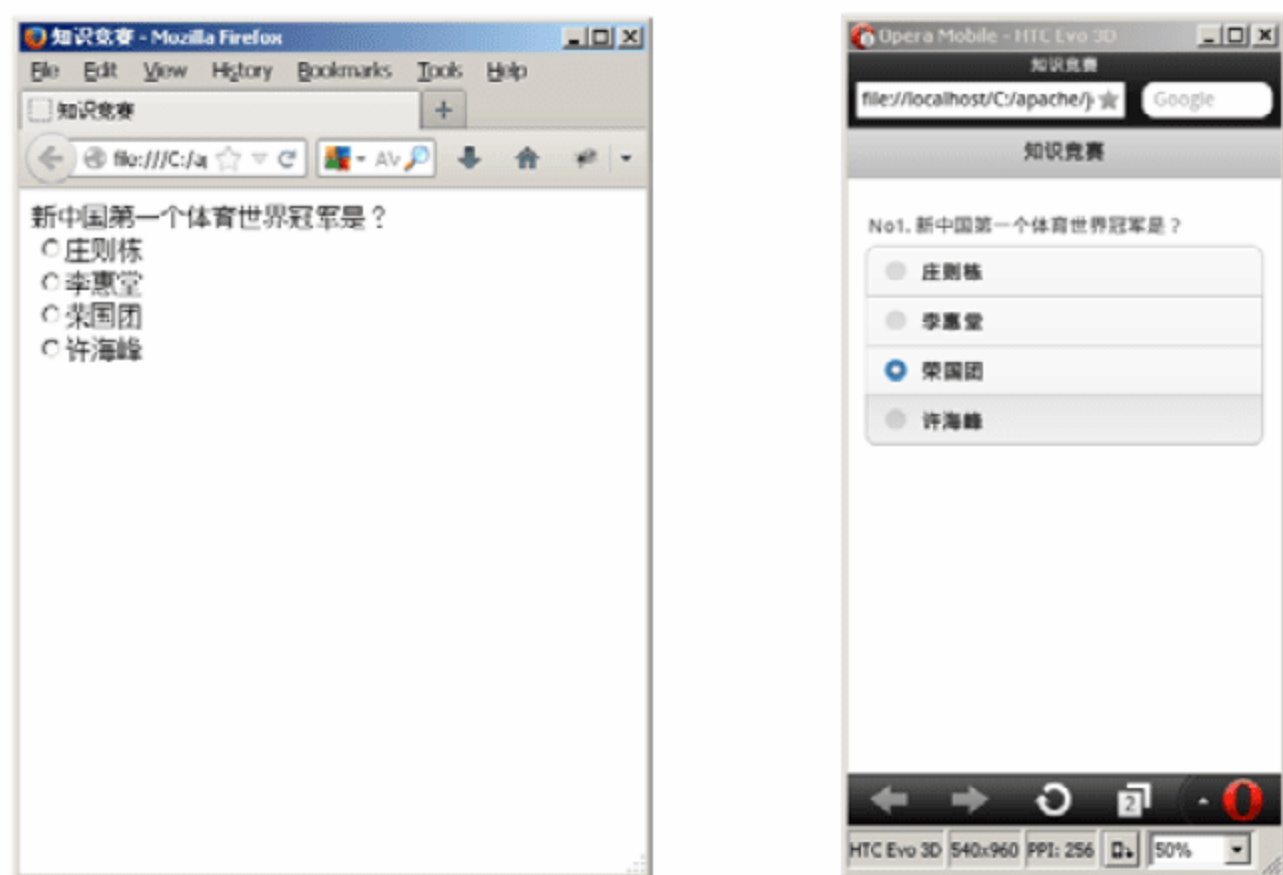 知识竞赛 - Mozilla Firefox
File Edit View History Bookmarks Tools Help
知识竞赛
file:///C:/a
新中国第一个体育世界冠军是？
庄则栋
李惠堂
荣国团
许海峰
Opera Mobile - HTC Evo 3D
知识竞赛
file://localhost/C:/apache/j
Google
知识竞赛
No1. 新中国第一个体育世界冠军是？
庄则栋
李惠堂
荣国团
许海峰
2
HTC Evo 3D 540x960 PPI: 256 50%